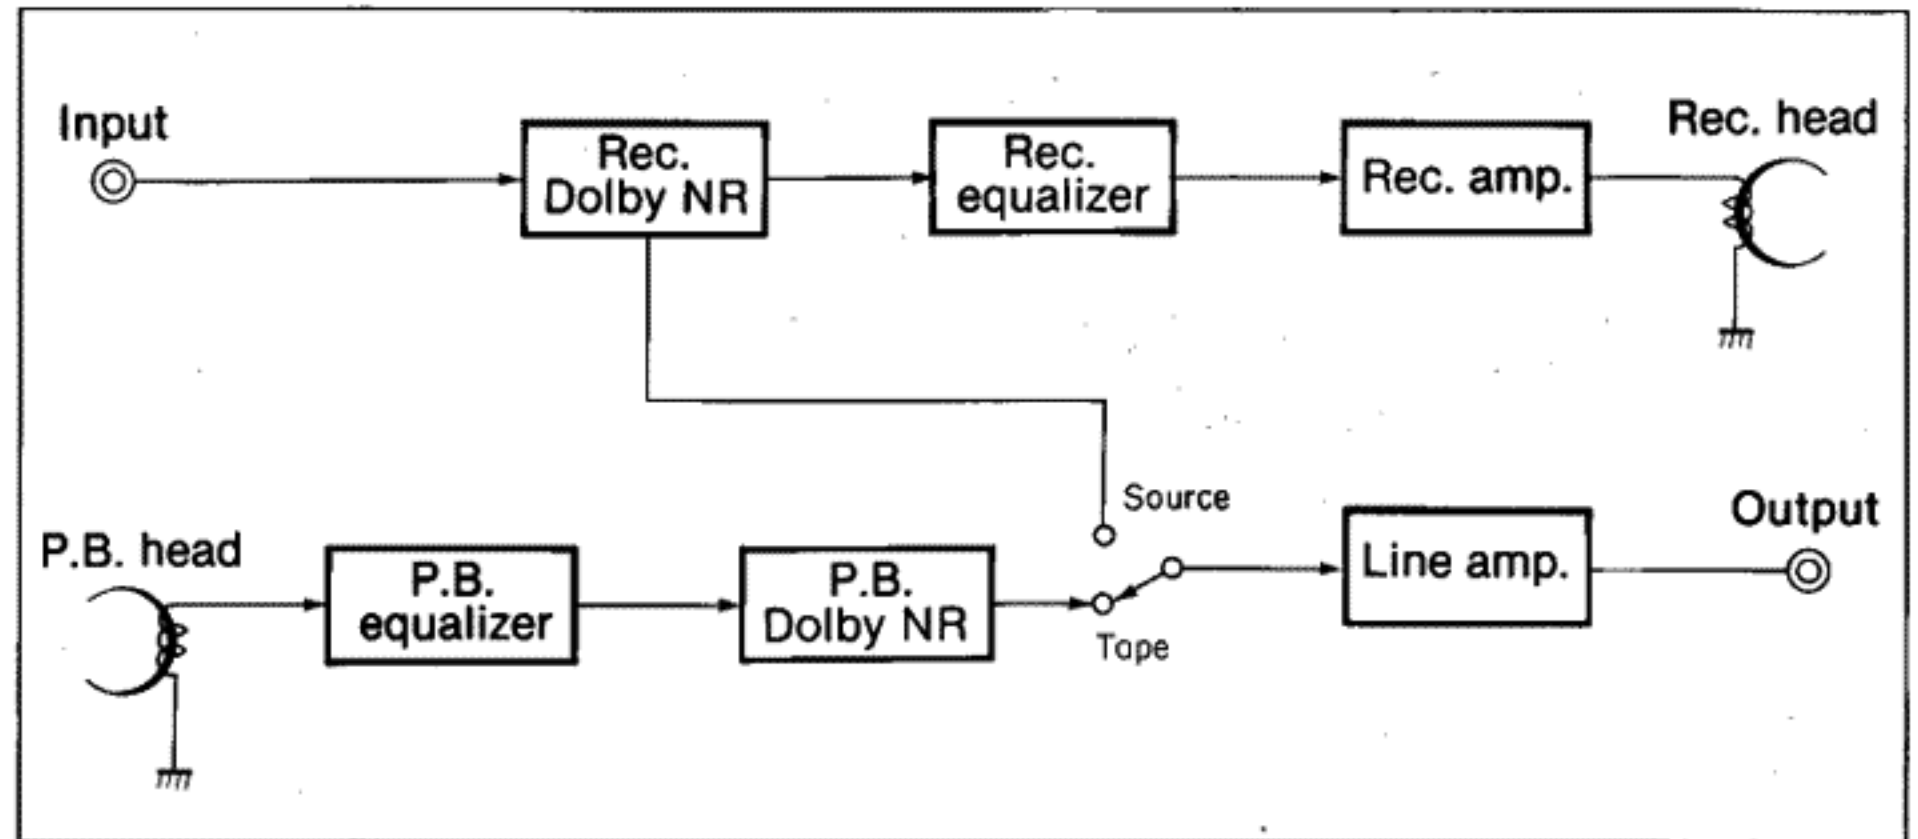 Input
Rec.
Dolby NR
Rec.
equalizer
Rec. amp.
Rec. head
Source
Tape
P.B. head
P.B.
equalizer
P.B.
Dolby NR
Line amp.
Output